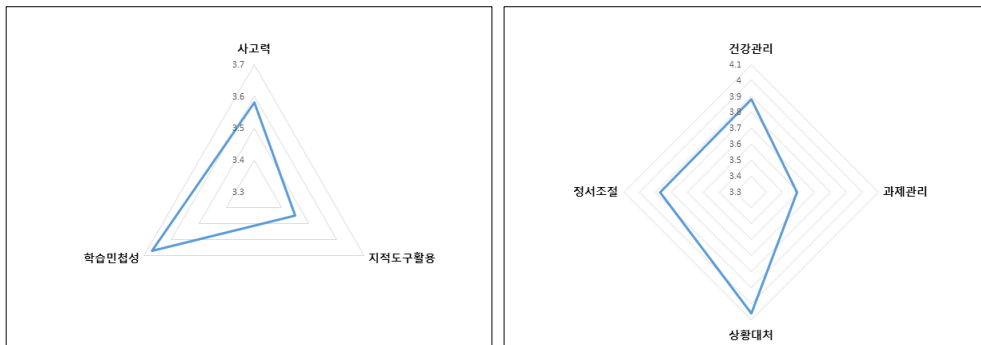 사고력
3.7
3.6
3.5
3.4
3.3
학습민첩성
지적도구활용
건강관리
4.1
4
3.9
3.8
3.7
3.6
3.5
3.4
3.3
정서조절
과제관리
상황대처